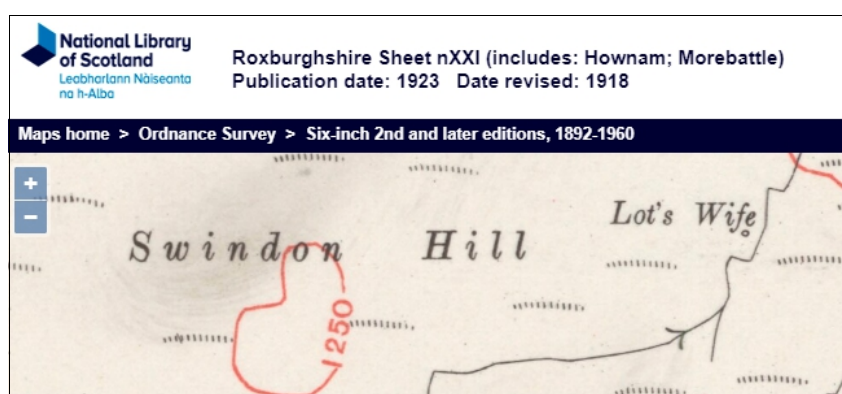 National Library
of Scotland
Leabharlann Nàiseanta
na h-Alba
Roxburghshire Sheet nXXI (includes: Hownam; Morebattle)
Publication date: 1923 Date revised: 1918
Maps home > Ordnance Survey > Six-inch 2nd and later editions, 1892-1960
+
−
Lot's Wife
Swindon Hill
1250